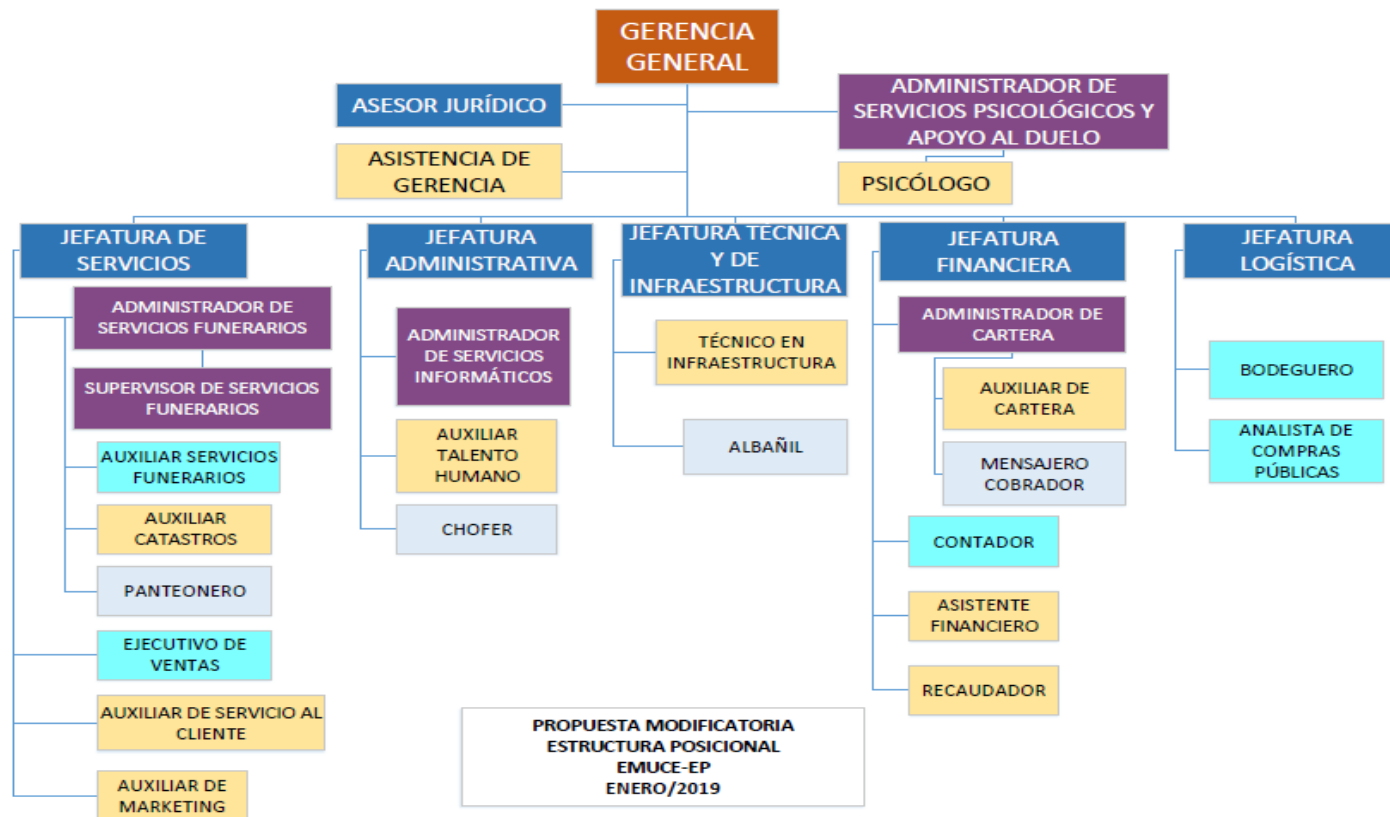 GERENCIA
GENERAL
ASESOR JURÍDICO
ADMINISTRADOR DE
SERVICIOS PSICOLÓGICOS Y
APOYO AL DUELO
ASISTENCIA DE
GERENCIA
PSICÓLOGO
JEFATURA DE
SERVICIOS
ADMINISTRADOR DE
SERVICIOS FUNERARIOS
SUPERVISOR DE SERVICIOS
FUNERARIOS
AUXILIAR SERVICIOS
FUNERARIOS
AUXILIAR
CATASTROS
PANTEONERO
EJECUTIVO DE
VENTAS
AUXILIAR DE SERVICIO AL
CLIENTE
AUXILIAR DE
MARKETING
JEFATURA
ADMINISTRATIVA
ADMINISTRADOR
DE SERVICIOS
INFORMÁTICOS
AUXILIAR
TALENTO
HUMANO
CHOFER
JEFATURA TÉCNICA
Y DE
INFRAESTRUCTURA
TÉCNICO EN
INFRAESTRUCTURA
ALBAÑIL
JEFATURA
FINANCIERA
ADMINISTRADOR DE
CARTERA
AUXILIAR DE
CARTERA
MENSAJERO
COBRADOR
CONTADOR
ASISTENTE
FINANCIERO
RECAUDADOR
JEFATURA
LOGÍSTICA
BODEGUERO
ANALISTA DE
COMPRAS
PÚBLICAS
PROPUESTA MODIFICATORIA
ESTRUCTURA POSICIONAL
EMUCE-EP
ENERO/2019